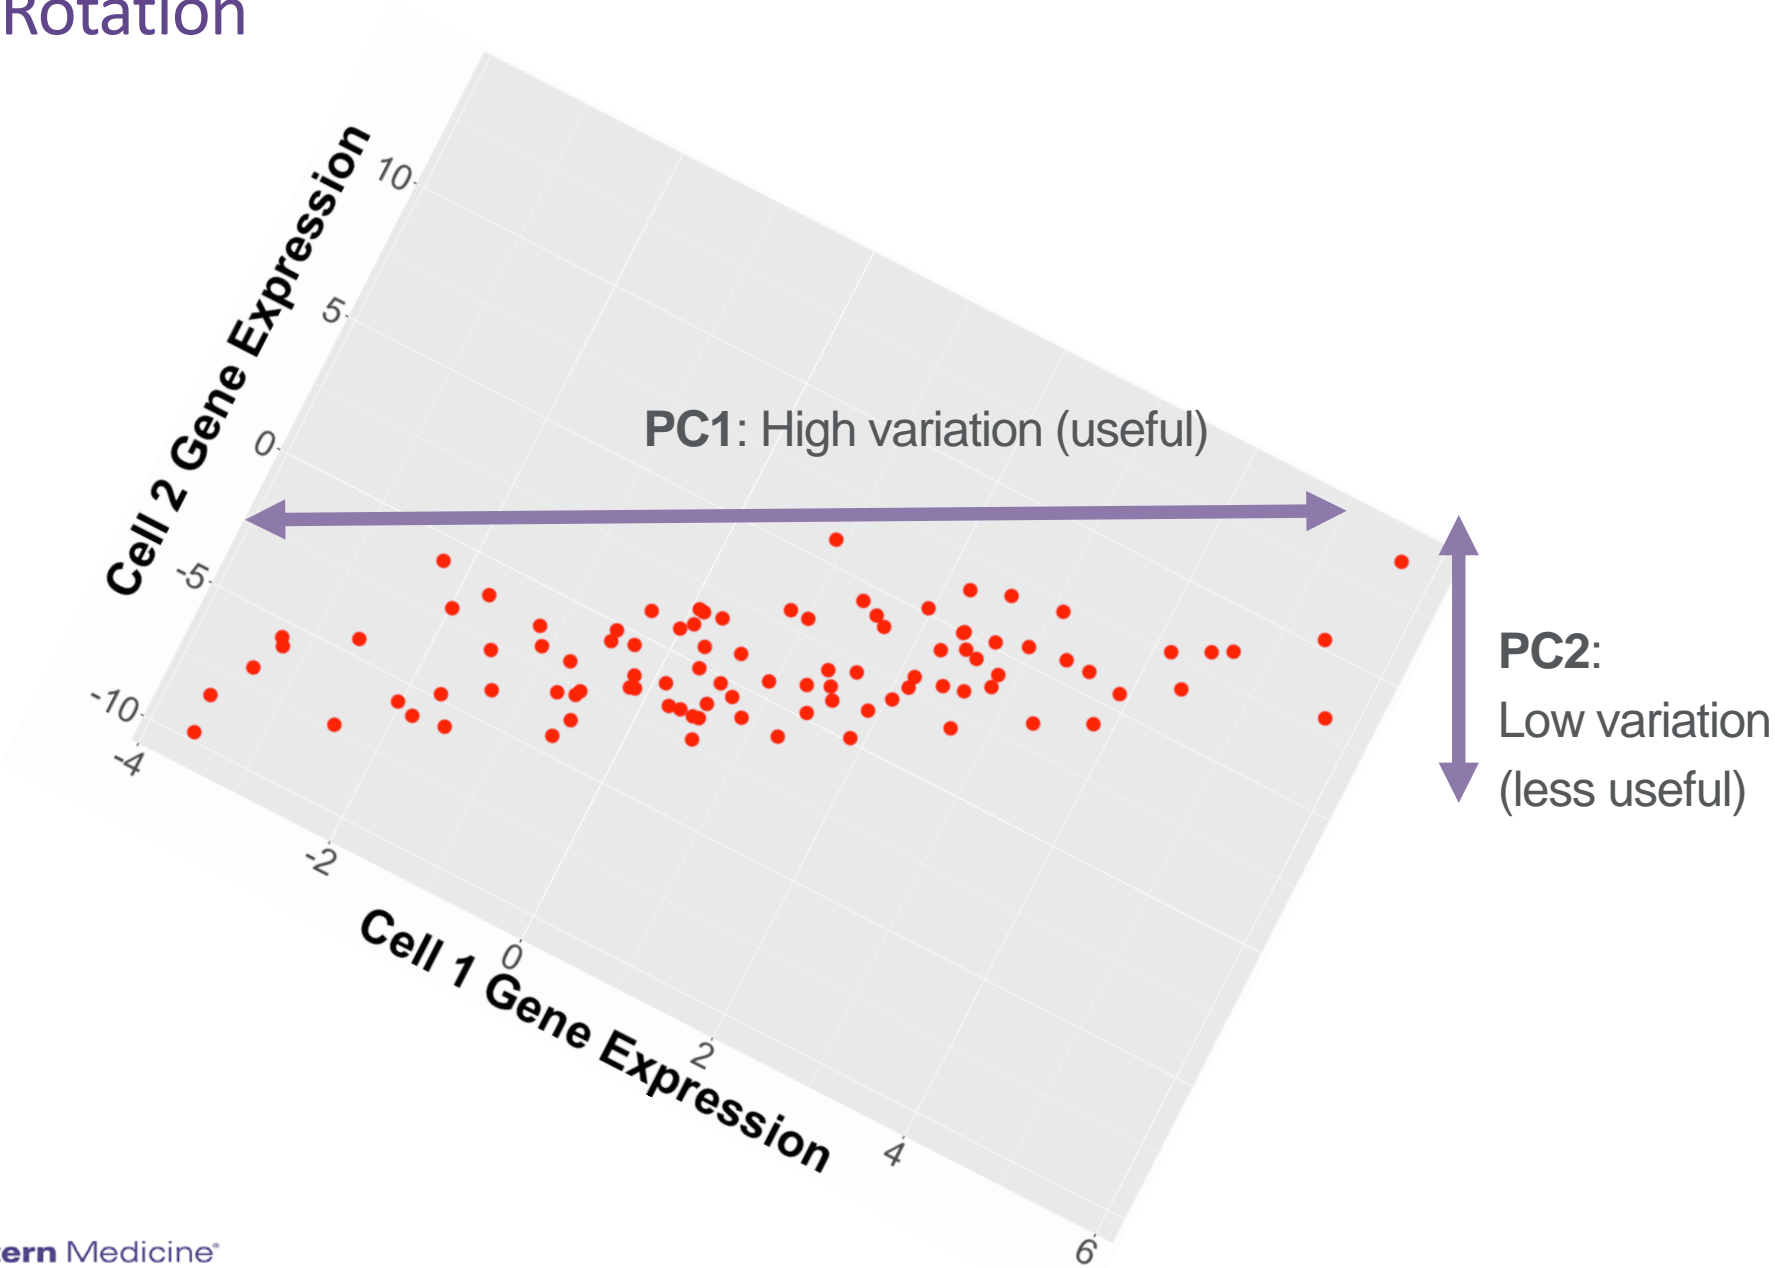 Rotation
Cell 2 Gene Expression
10
5
0
-5
-10
PC1: High variation (useful)
PC2:
Low variation
(less useful)
-4
-2
0
2
4
6
Cell 1 Gene Expression
ern Medicine®